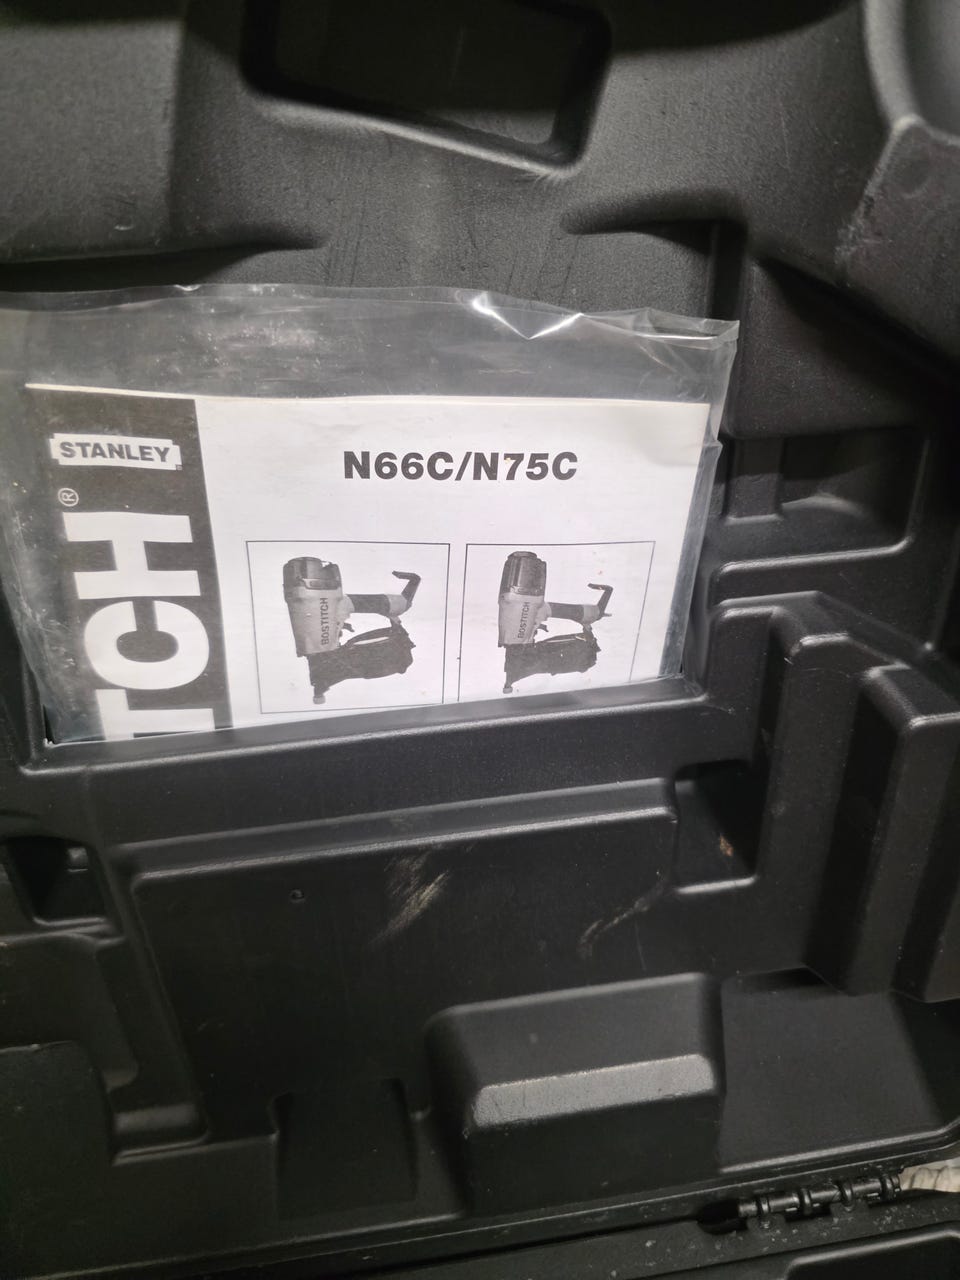 STANLEY
®
TCH
N66C/N75C
BOSTITCH
BOSTITCH